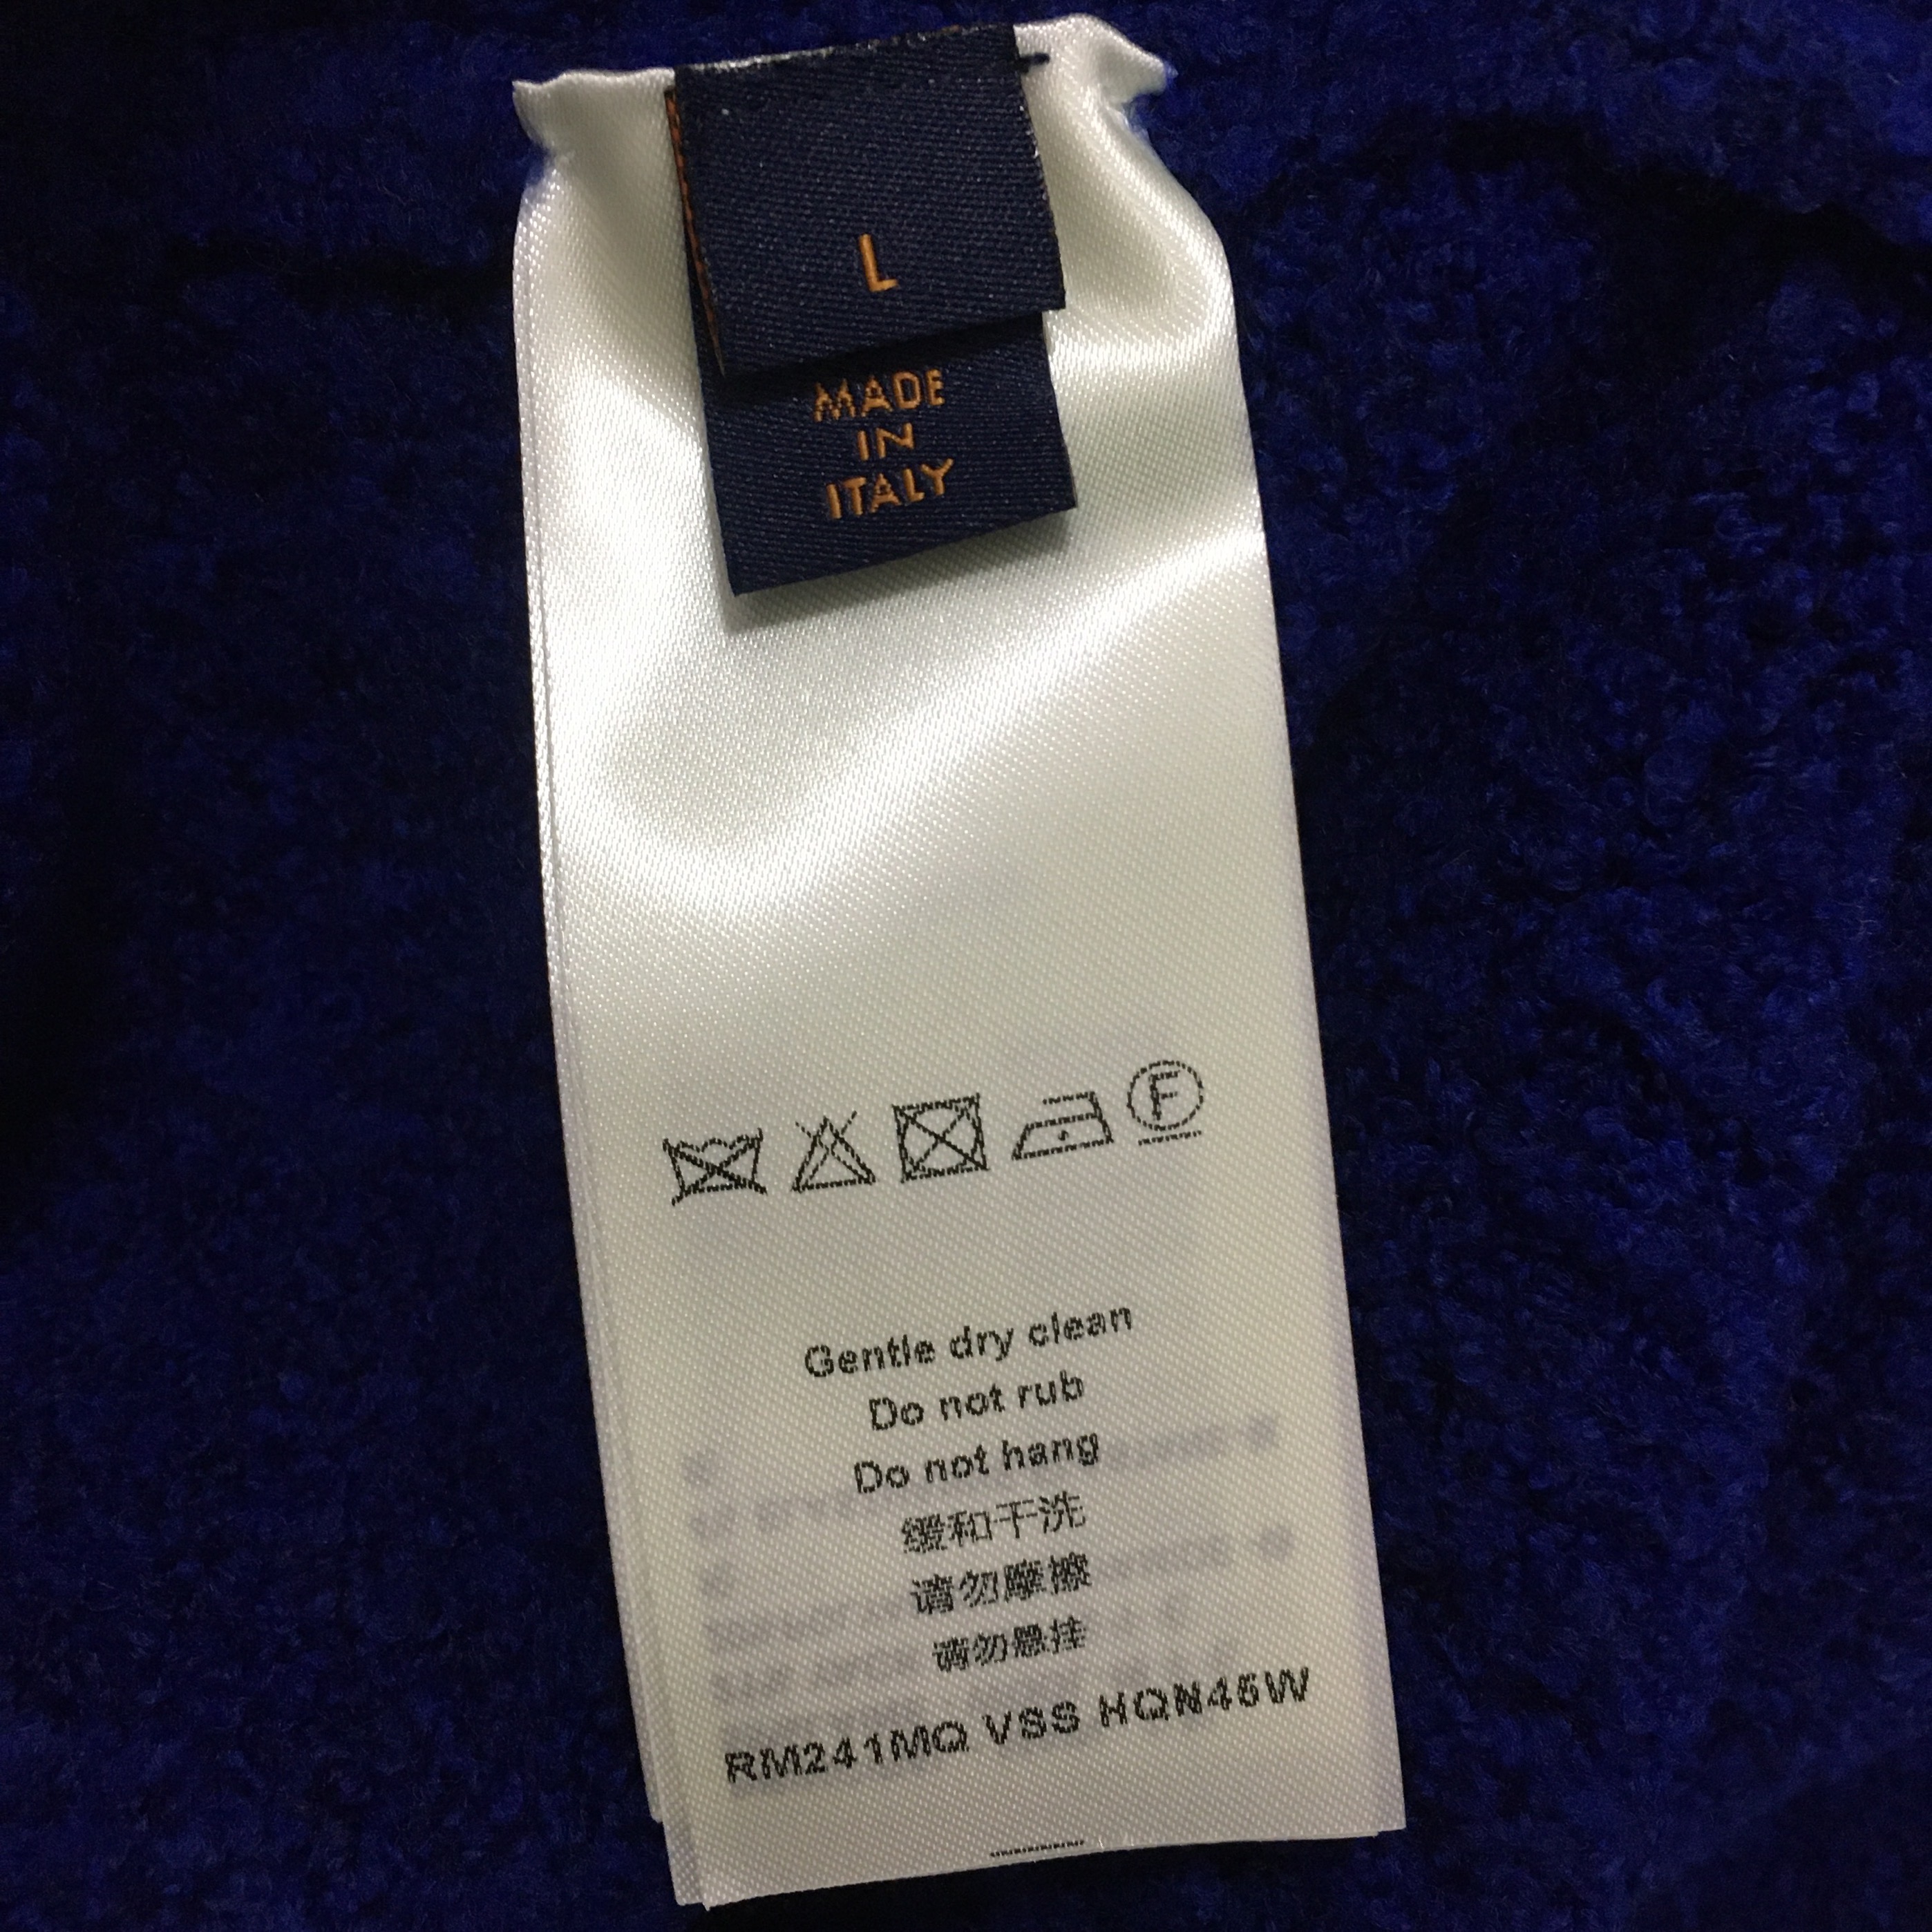 L
MADE
IN
ITALY
F
Gentle dry clean
Do not rub
Do not hang
缓和干洗
请勿摩擦
请勿悬挂
RM241MQ VSS HQN45W